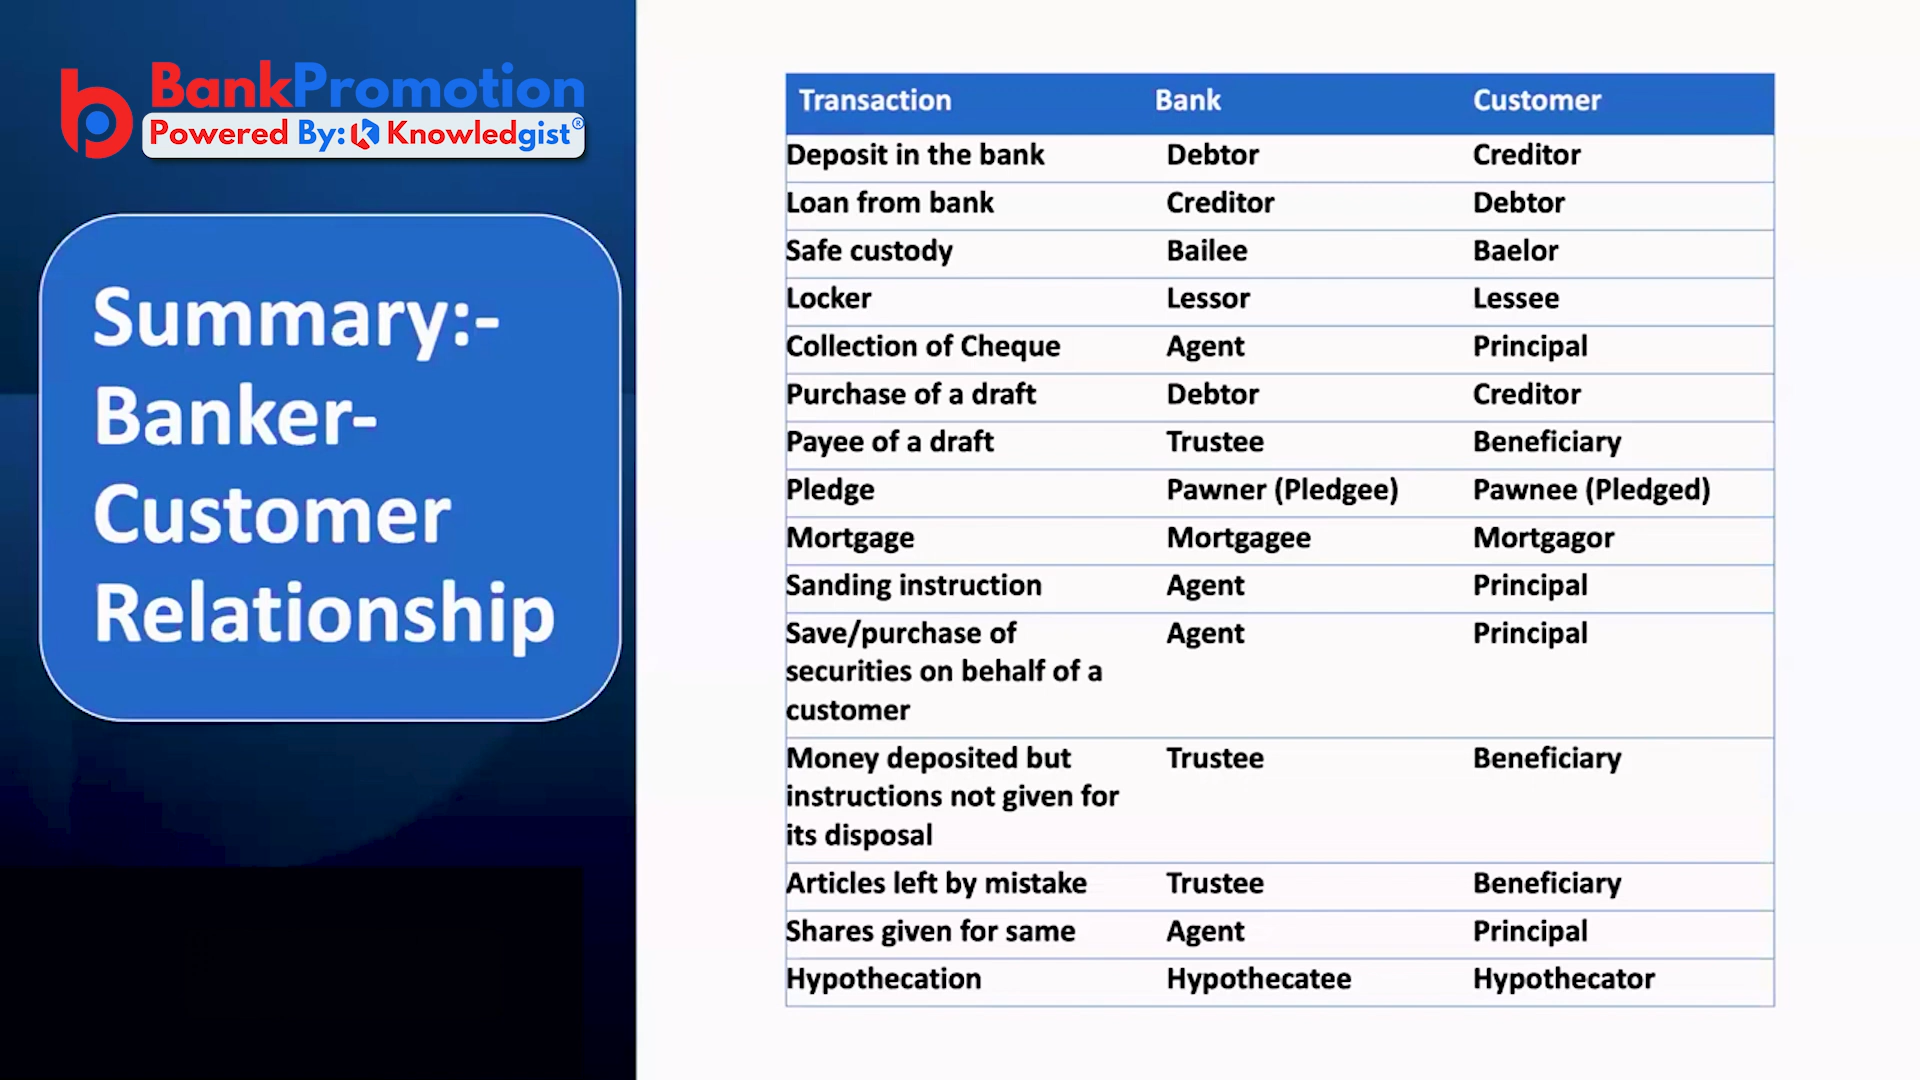 BankPromotion
Powered By: Knowledgist®
Summary:-
Banker-
Customer
Relationship
Transaction Bank Customer
Deposit in the bank Debtor Creditor
Loan from bank Creditor Debtor
Safe custody Bailee Baelor
Locker Lessor Lessee
Collection of Cheque Agent Principal
Purchase of a draft Debtor Creditor
Payee of a draft Trustee Beneficiary
Pledge Pawner (Pledgee) Pawnee (Pledged)
Mortgage Mortgagee Mortgagor
Sanding instruction Agent Principal
Save/purchase of Agent Principal
securities on behalf of a
customer
Money deposited but Trustee Beneficiary
instructions not given for
its disposal
Articles left by mistake Trustee Beneficiary
Shares given for same Agent Principal
Hypothecation Hypothecatee Hypothecator